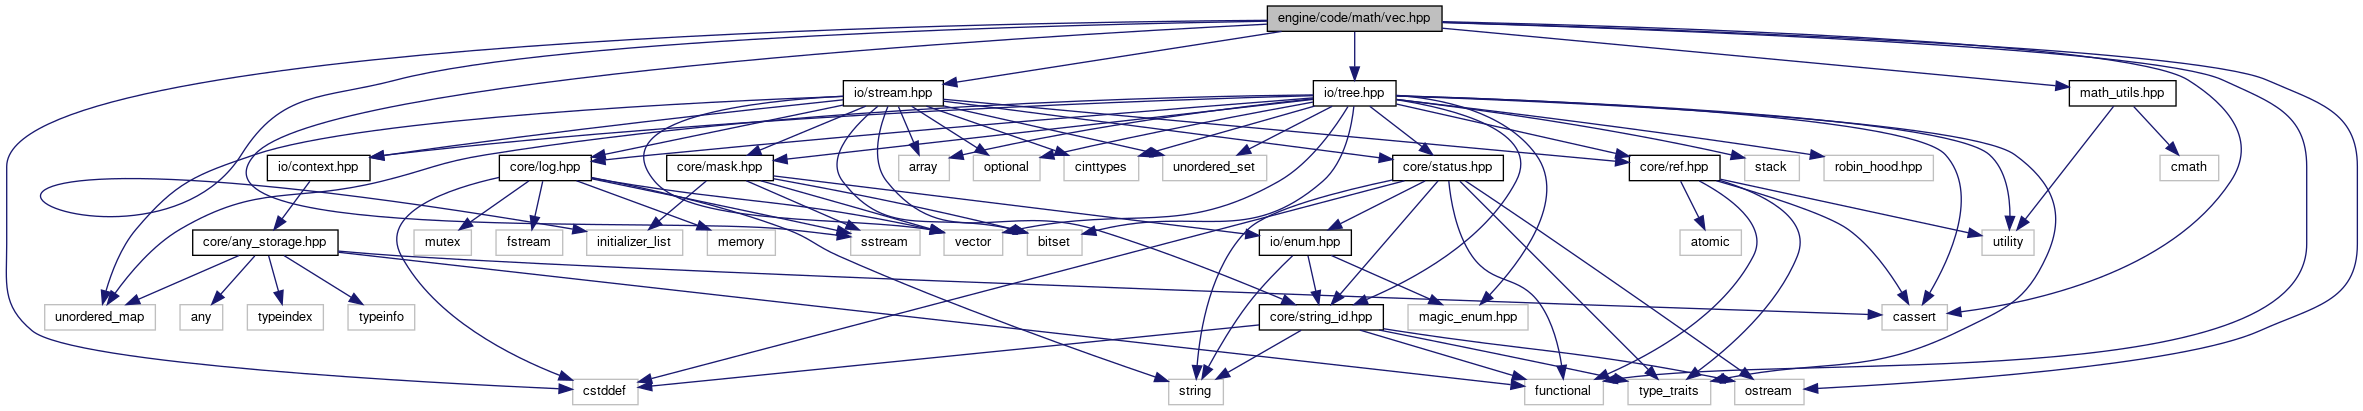 engine/code/math/vec.hpp
io/stream.hpp
io/tree.hpp
math_utils.hpp
io/context.hpp
core/log.hpp
core/mask.hpp
array
optional
cinttypes
unordered_set
core/status.hpp
core/ref.hpp
stack
robin_hood.hpp
cmath
core/any_storage.hpp
mutex
fstream
initializer_list
memory
sstream
vector
bitset
io/enum.hpp
atomic
utility
unordered_map
any
typeindex
typeinfo
core/string_id.hpp
magic_enum.hpp
cassert
cstddef
string
functional
type_traits
ostream